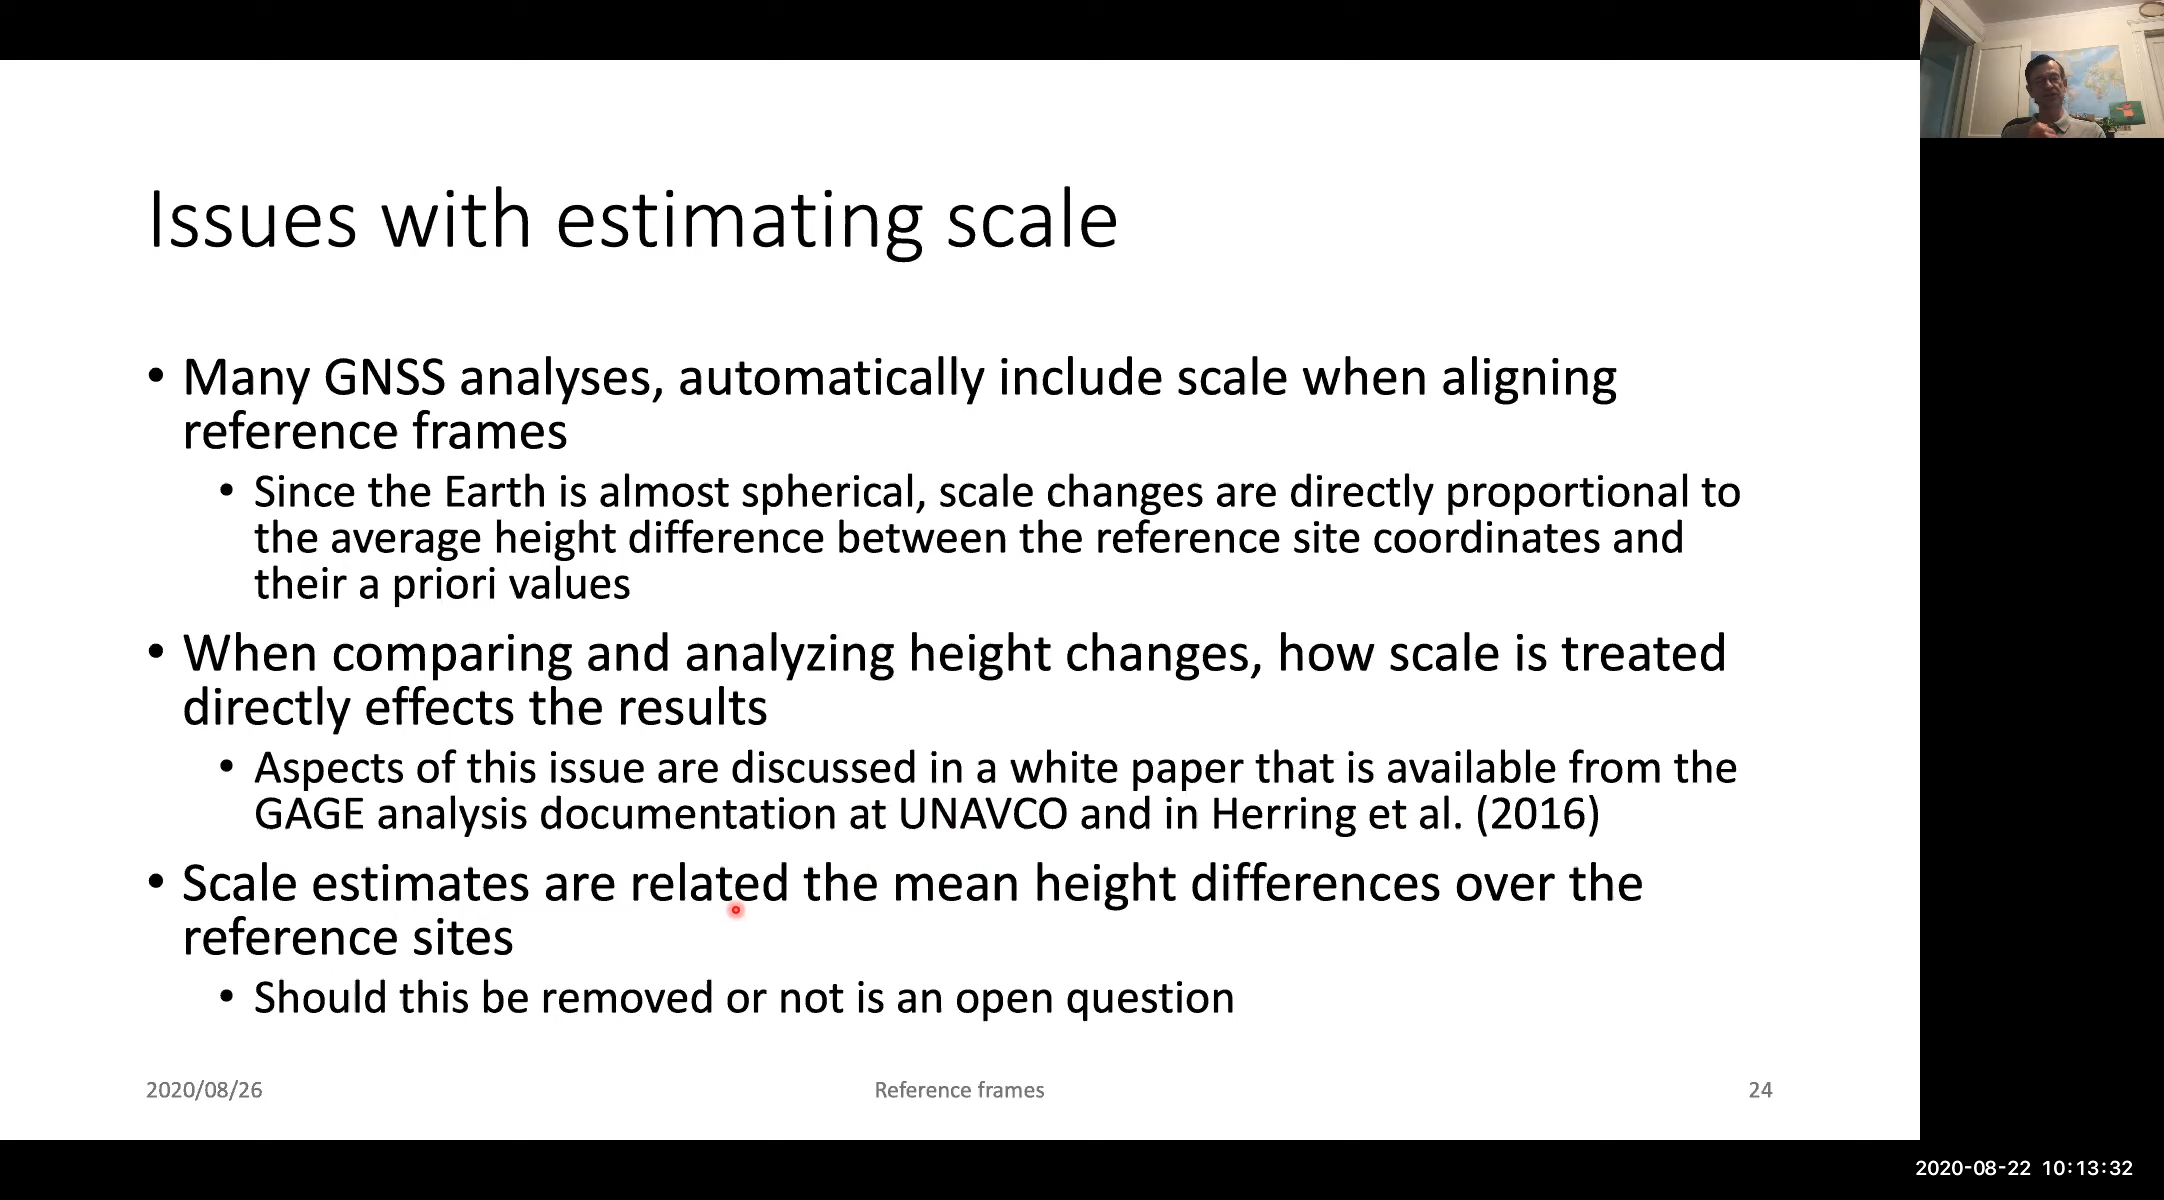 Issues with estimating scale
• Many GNSS analyses, automatically include scale when aligning
reference frames
• Since the Earth is almost spherical, scale changes are directly proportional to
the average height difference between the reference site coordinates and
their a priori values
• When comparing and analyzing height changes, how scale is treated
directly effects the results
• Aspects of this issue are discussed in a white paper that is available from the
GAGE analysis documentation at UNAVCO and in Herring et al. (2016)
• Scale estimates are related the mean height differences over the
reference sites
• Should this be removed or not is an open question
2020/08/26
Reference frames
24
2020-08-22 10:13:32